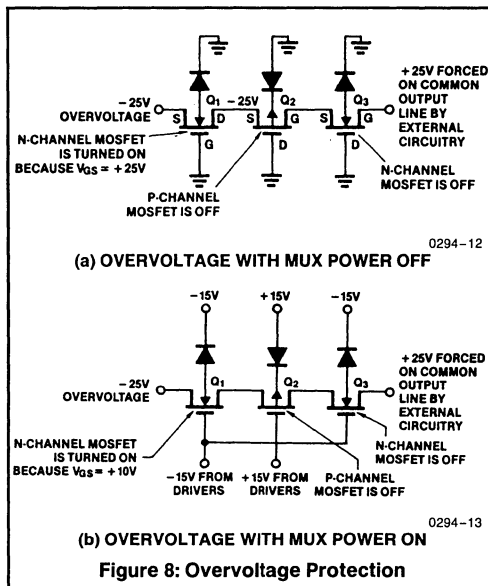 −25V
OVERVOLTAGE
Q1
−25V
Q2
Q3
+25V FORCED
ON COMMON
OUTPUT
LINE BY
EXTERNAL
CIRCUITRY
S
D
S
G
S
G
G
D
D
N-CHANNEL MOSFET
IS TURNED ON
BECAUSE VGS = +25V
P-CHANNEL
MOSFET IS OFF
N-CHANNEL
MOSFET IS OFF
0294-12
(a) OVERVOLTAGE WITH MUX POWER OFF
−15V
+15V
−15V
−25V
OVERVOLTAGE
Q1
Q2
Q3
+25V FORCED
ON COMMON
OUTPUT
LINE BY
EXTERNAL
CIRCUITRY
N-CHANNEL MOSFET
IS TURNED ON
BECAUSE VGS = +10V
−15V FROM
DRIVERS
+15V FROM
DRIVERS
N-CHANNEL
MOSFET IS OFF
P-CHANNEL
MOSFET IS OFF
0294-13
(b) OVERVOLTAGE WITH MUX POWER ON
Figure 8: Overvoltage Protection